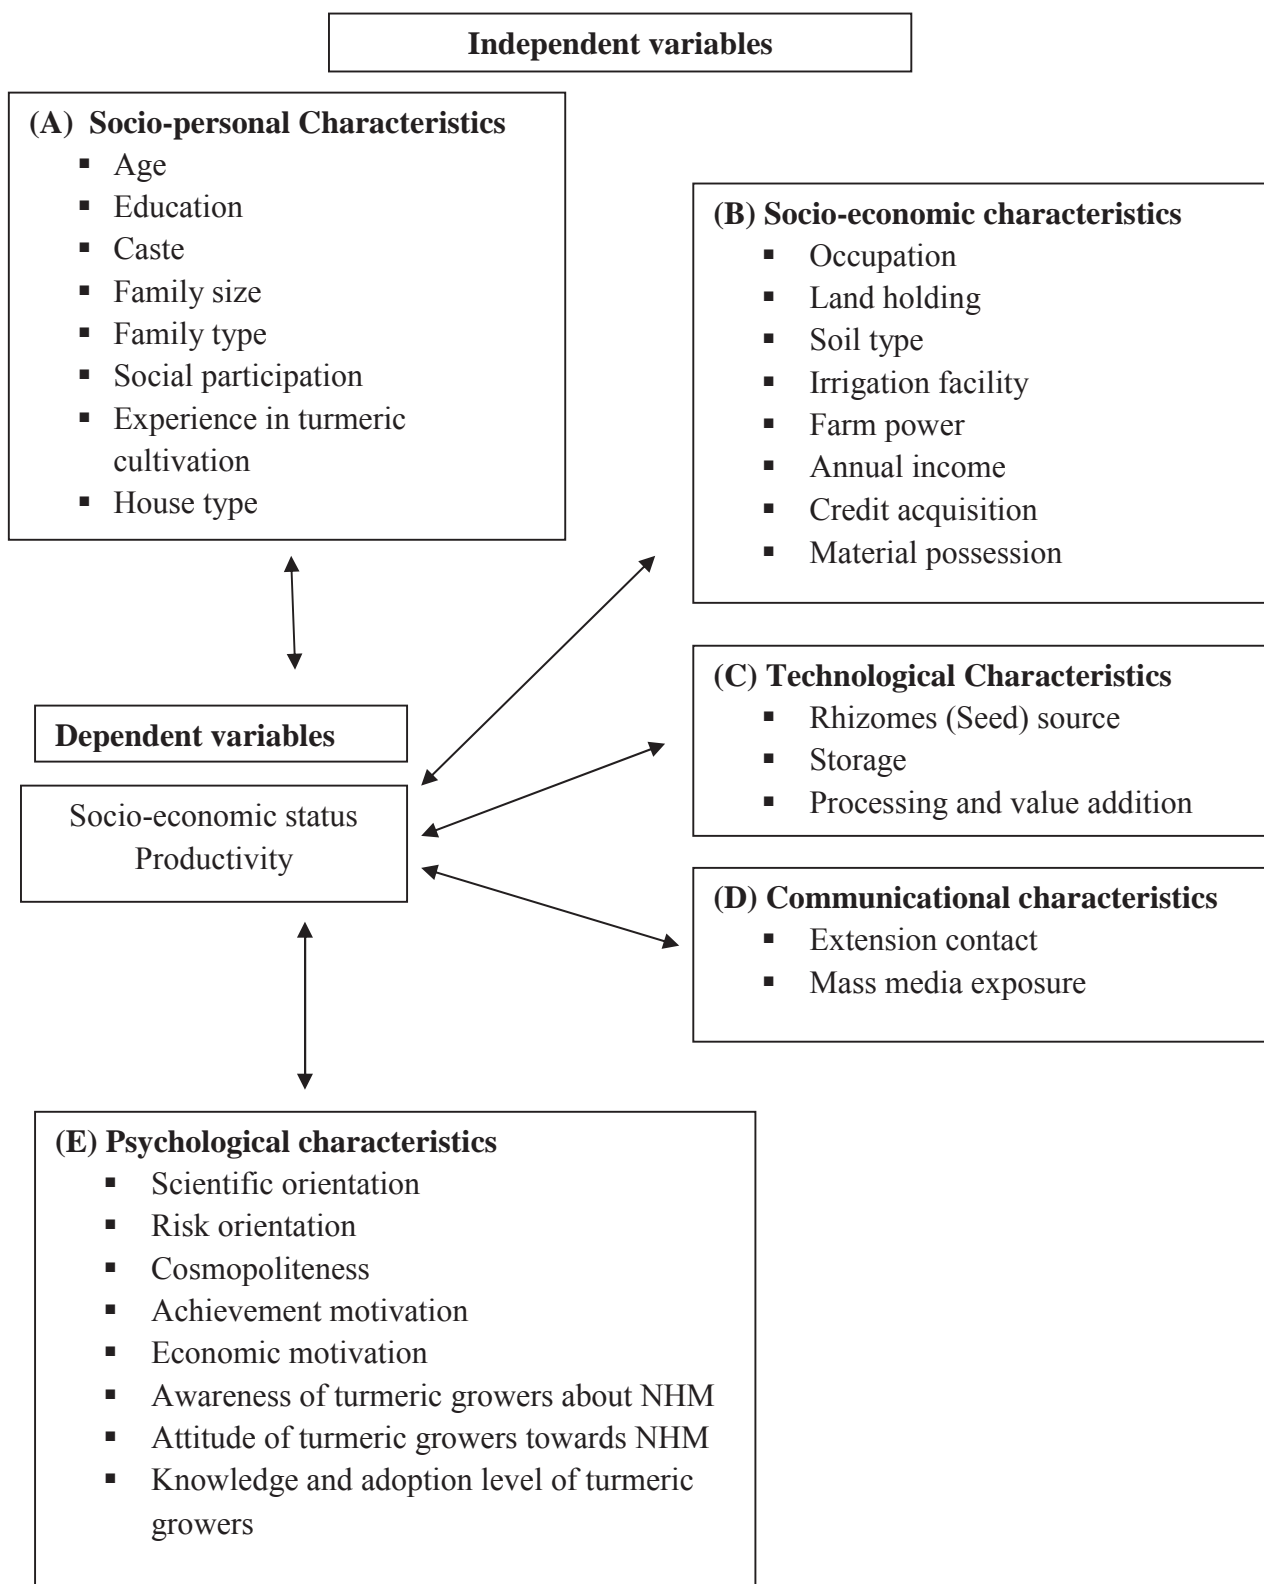 Independent variables
(A) Socio-personal Characteristics
▪ Age
▪ Education
▪ Caste
▪ Family size
▪ Family type
▪ Social participation
▪ Experience in turmeric
cultivation
▪ House type
(B) Socio-economic characteristics
▪ Occupation
▪ Land holding
▪ Soil type
▪ Irrigation facility
▪ Farm power
▪ Annual income
▪ Credit acquisition
▪ Material possession
(C) Technological Characteristics
▪ Rhizomes (Seed) source
▪ Storage
▪ Processing and value addition
Dependent variables
Socio-economic status
Productivity
(D) Communicational characteristics
▪ Extension contact
▪ Mass media exposure
(E) Psychological characteristics
▪ Scientific orientation
▪ Risk orientation
▪ Cosmopoliteness
▪ Achievement motivation
▪ Economic motivation
▪ Awareness of turmeric growers about NHM
▪ Attitude of turmeric growers towards NHM
▪ Knowledge and adoption level of turmeric
growers